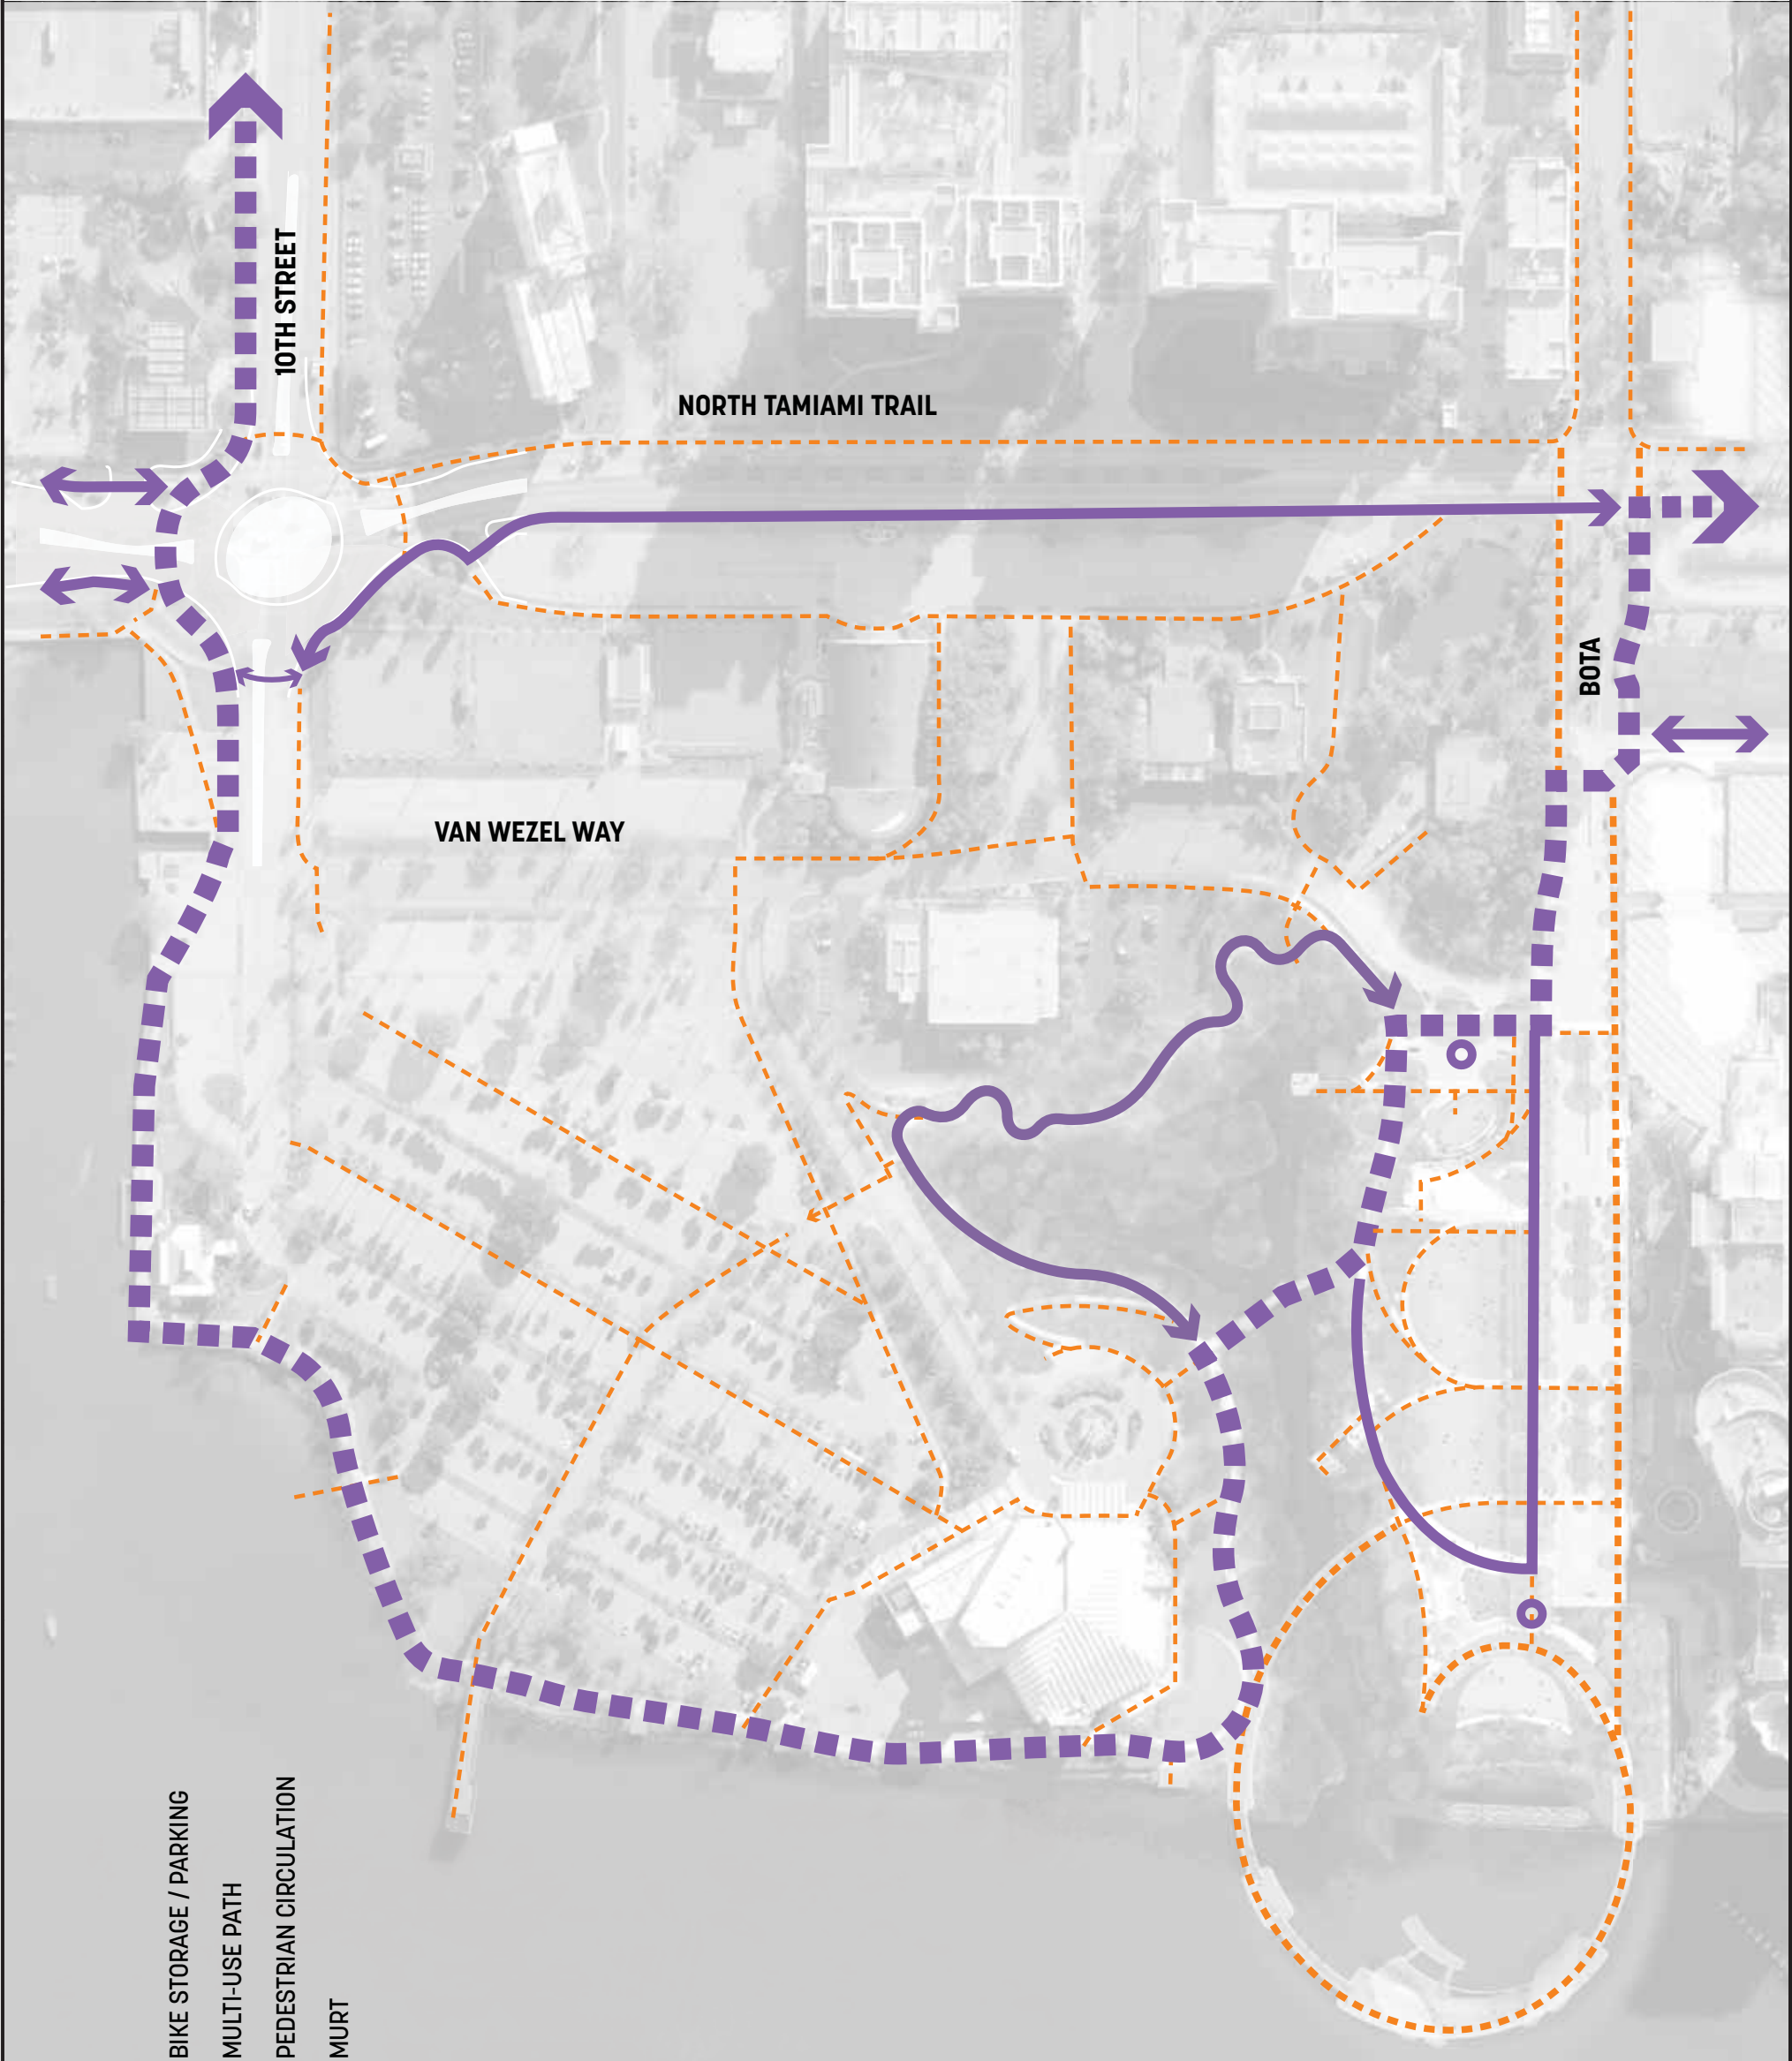 10TH STREET
NORTH TAMIAMI TRAIL
BOTA
VAN WEZEL WAY
BIKE STORAGE / PARKING
MULTI-USE PATH
PEDESTRIAN CIRCULATION
MURT